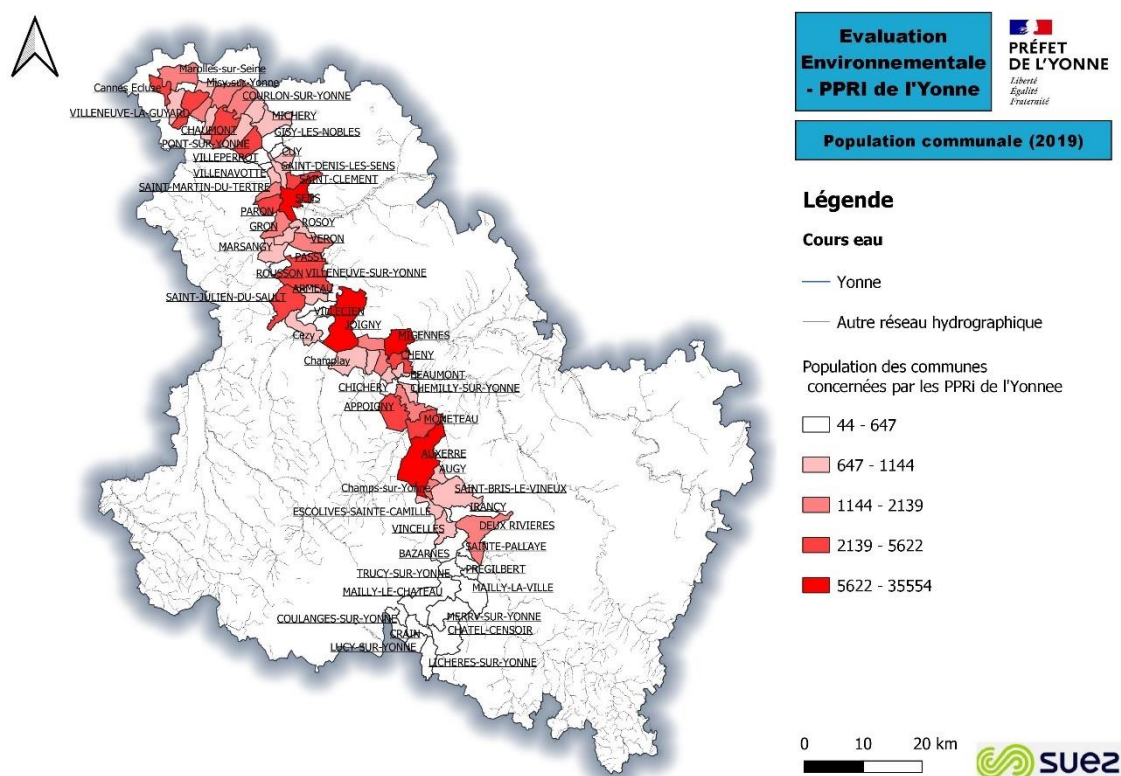 Evaluation
Environnementale
- PPRI de l'Yonne
PRÉFET
DE L'YONNE
Liberté
Égalité
Fraternité
Population communale (2019)
Légende
Cours eau
Yonne
Autre réseau hydrographique
Population des communes
concernées par les PPRi de l'Yonnee
44 - 647
647 - 1144
1144 - 2139
2139 - 5622
5622 - 35554
0 10 20 km
suez
Marolles-sur-Seine
Cannes Ecluse
Misy-sur-Yonne
COURLON-SUR-YONNE
VILLENEUVE-LA-GUYARD
MICHERY
CHAUMONT
GISY-LES-NOBLES
PONT-SUR-YONNE
CUY
VILLEPERROT
SAINT-DENIS-LES-SENS
VILLENAVOTTE
SAINT-CLEMENT
SAINT-MARTIN-DU-TERTRE
SENS
PARON
ROSOY
GRON
VERON
MARSANGY
PASSY
ROUSSON
VILLENEUVE-SUR-YONNE
ARMEAU
SAINT-JULIEN-DU-SAULT
VILLECIEN
JOIGNY
Cezy
MIGENNES
CHENY
Champlay
BEAUMONT
CHICHERY
CHEMILLY-SUR-YONNE
APPOIGNY
MONETEAU
AUXERRE
AUGY
Champs-sur-Yonne
SAINT-BRIS-LE-VINEUX
IRANCY
ESCOLIVES-SAINTE-CAMILLE
DEUX RIVIERES
VINCELLES
SAINTE-PALLAYE
BAZARNES
PREGILBERT
TRUCY-SUR-YONNE
MAILLY-LA-VILLE
MAILLY-LE-CHATEAU
MERRY-SUR-YONNE
COULANGES-SUR-YONNE
CHATEL-CENSOIR
CRAIN
LUCY-SUR-YONNE
LICHERES-SUR-YONNE